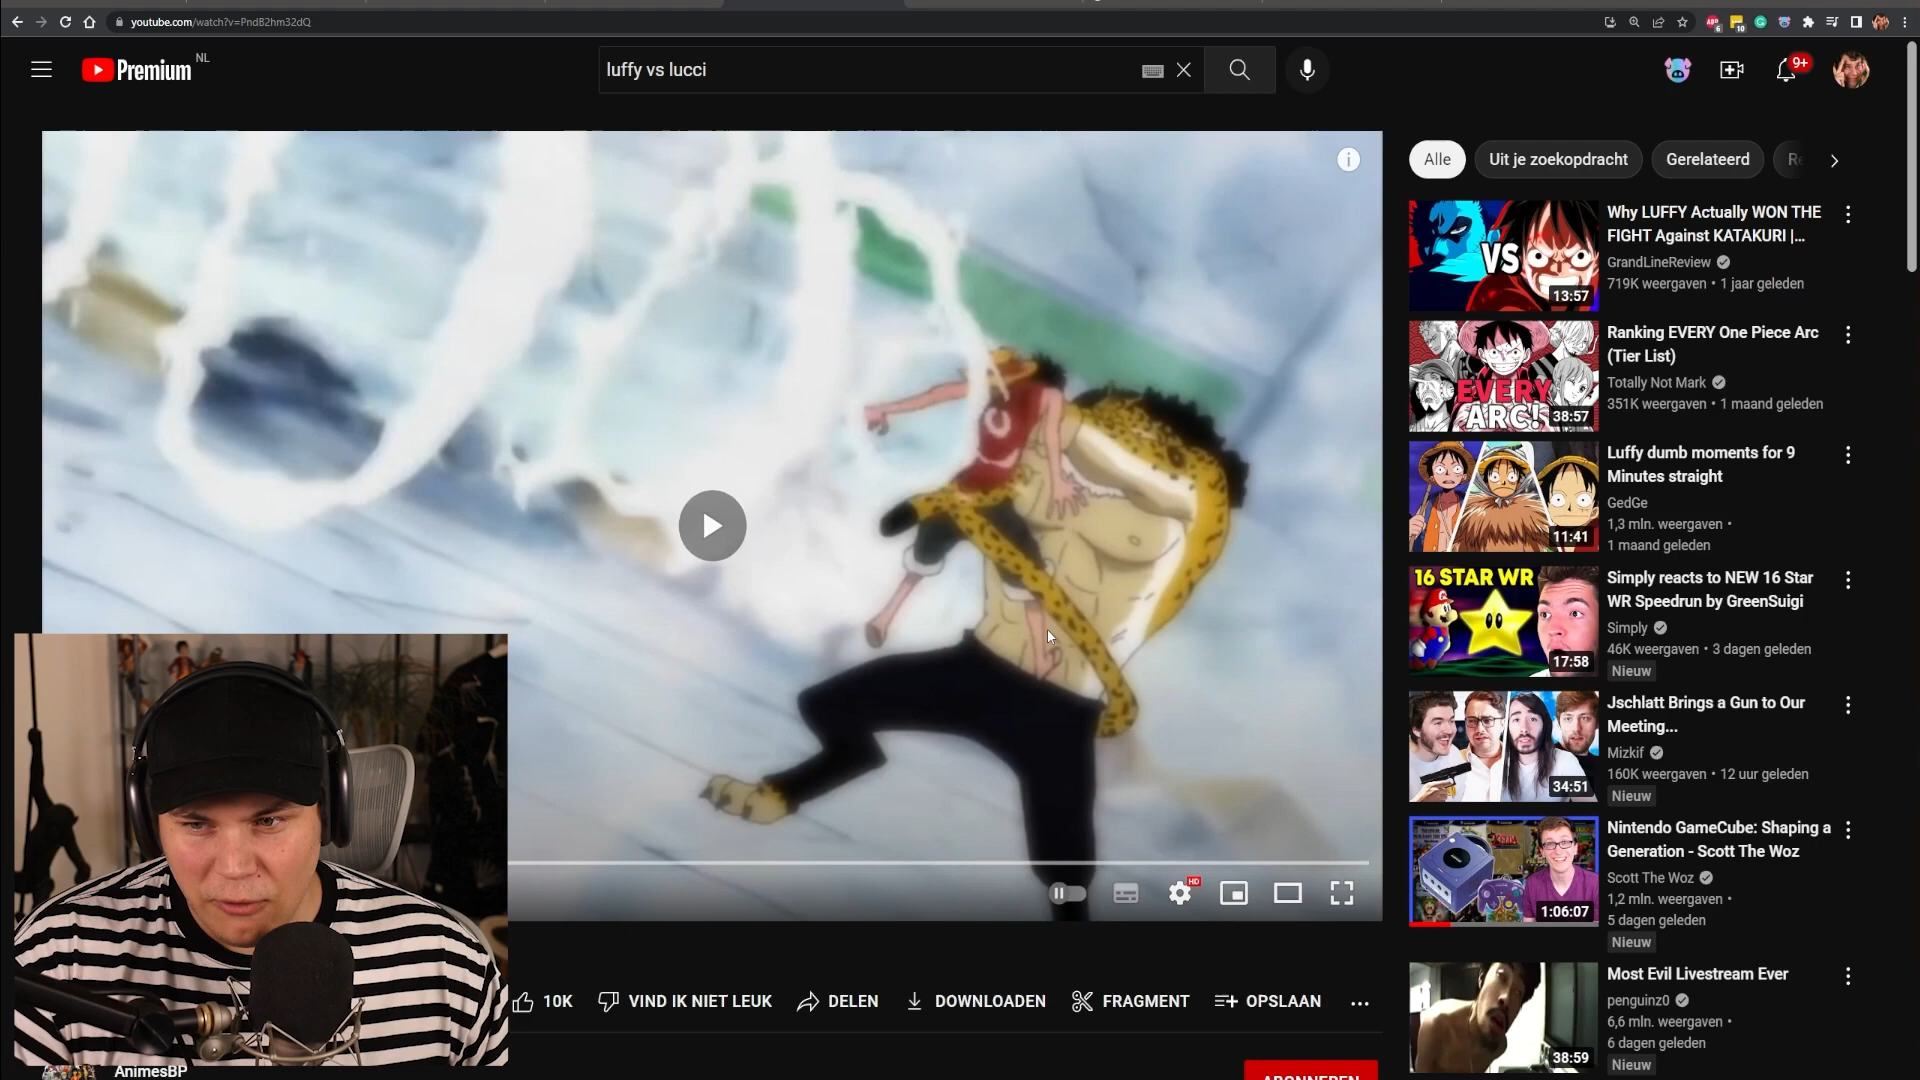 youtube.com/watch?v=PndB2hm32dQ
ABP
6
10
Premium NL
luffy vs lucci
9+
Alle
Uit je zoekopdracht
Gerelateerd
Re
VS
13:57
Why LUFFY Actually WON THE
FIGHT Against KATAKURI |...
GrandLineReview
719K weergaven • 1 jaar geleden
EVERY
ARC!
38:57
Ranking EVERY One Piece Arc
(Tier List)
Totally Not Mark
351K weergaven • 1 maand geleden
11:41
Luffy dumb moments for 9
Minutes straight
GedGe
1,3 mln. weergaven •
1 maand geleden
16 STAR WR
17:58
Simply reacts to NEW 16 Star
WR Speedrun by GreenSuigi
Simply
46K weergaven • 3 dagen geleden
Nieuw
34:51
Jschlatt Brings a Gun to Our
Meeting...
Mizkif
160K weergaven • 12 uur geleden
Nieuw
1:06:07
Nintendo GameCube: Shaping a
Generation - Scott The Woz
Scott The Woz
1,2 mln. weergaven •
5 dagen geleden
Nieuw
38:59
Most Evil Livestream Ever
penguinz0
6,6 mln. weergaven •
6 dagen geleden
Nieuw
HD
10K
VIND IK NIET LEUK
DELEN
DOWNLOADEN
FRAGMENT
OPSLAAN
AnimesBP
ABONNEREN